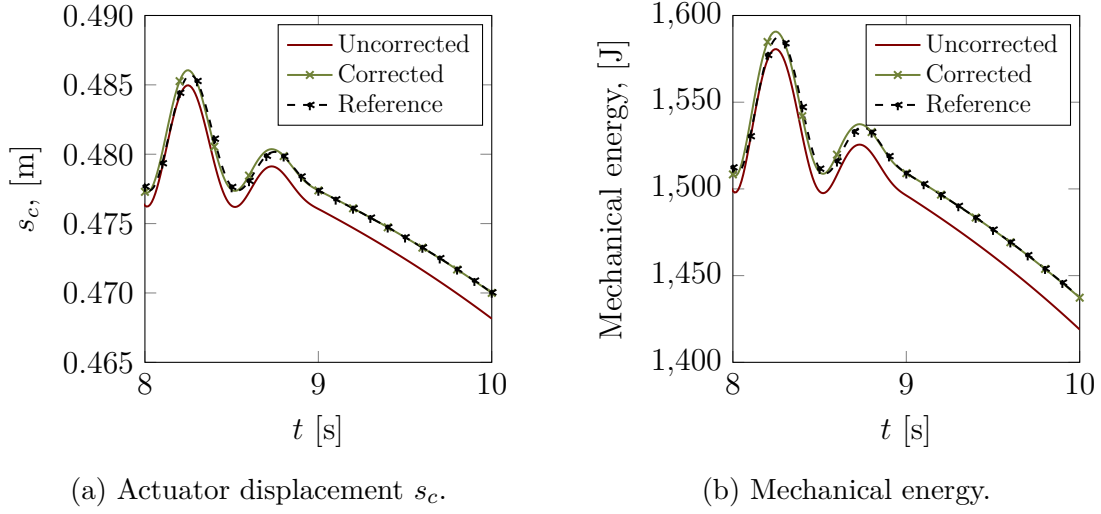 0.490
0.485
0.480
0.475
0.470
0.465
s_c, [m]
8
9
10
t [s]
Uncorrected
Corrected
Reference
(a) Actuator displacement s_c.
1,600
1,550
1,500
1,450
1,400
Mechanical energy, [J]
8
9
10
t [s]
Uncorrected
Corrected
Reference
(b) Mechanical energy.